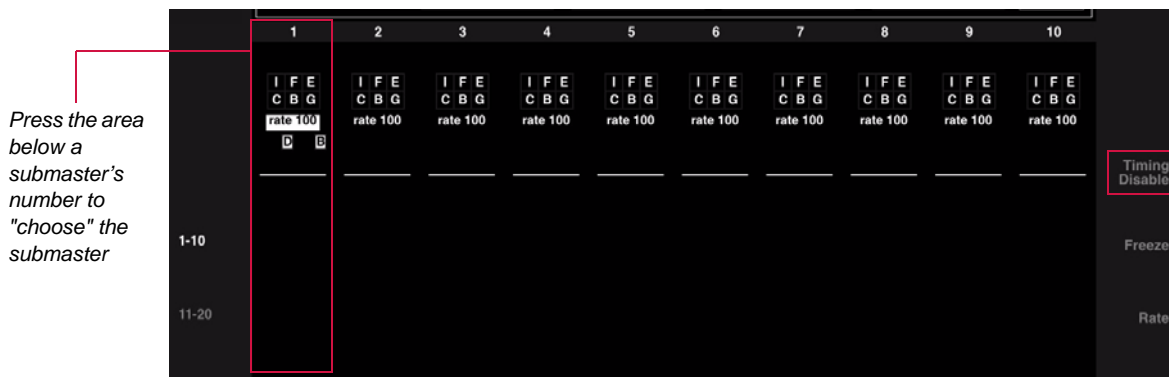 1 2 3 4 5 6 7 8 9 10
I F E I F E I F E I F E I F E I F E I F E I F E I F E I F E
C B G C B G C B G C B G C B G C B G C B G C B G C B G C B G
rate 100 rate 100 rate 100 rate 100 rate 100 rate 100 rate 100 rate 100 rate 100 rate 100
D B
Press the area
below a
submaster's
number to
"choose" the
submaster
Timing
Disable
1-10
Freeze
11-20
Rate